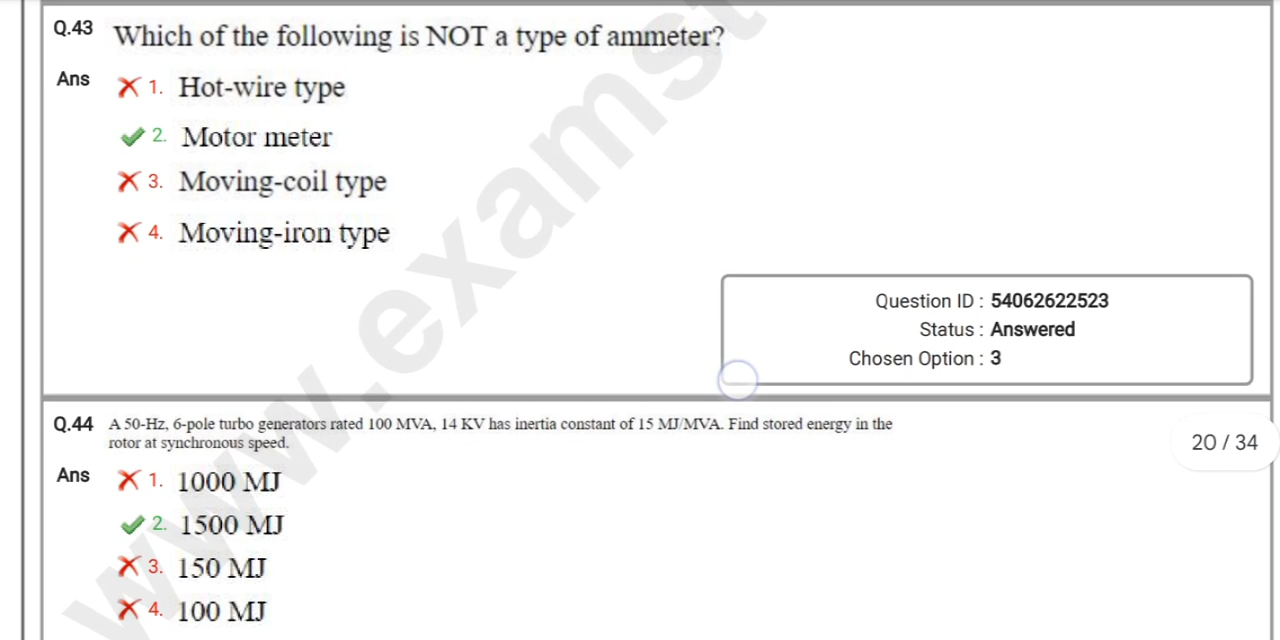 Q.43 Which of the following is NOT a type of ammeter?
Ans 1. Hot-wire type
2. Motor meter
3. Moving-coil type
4. Moving-iron type
Question ID : 54062622523
Status : Answered
Chosen Option : 3
Q.44 A 50-Hz, 6-pole turbo generators rated 100 MVA, 14 KV has inertia constant of 15 MJ/MVA. Find stored energy in the
rotor at synchronous speed.
20 / 34
Ans 1. 1000 MJ
2. 1500 MJ
3. 150 MJ
4. 100 MJ
www.examst